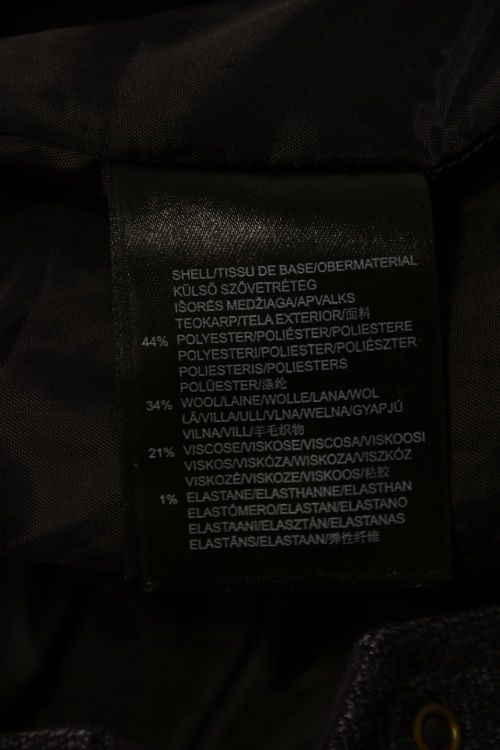 SHELL/TISSU DE BASE/OBERMATERIAL
KÜLSŐ SZÖVETRÉTEG
IŠORĖS MEDŽIAGA/APVALKS
TEOKARP/TELA EXTERIOR/面料
44% POLYESTER/POLIÉSTER/POLIESTERE
POLYESTERI/POLIESTER/POLIÉSZTER
POLIESTERIS/POLIESTERS
POLÜESTER/涤纶
34% WOOL/LAINE/WOLLE/LANA/WOL
LÃ/VILLA/ULL/VLNA/WELNA/GYAPJÚ
VILNA/VILL/羊毛织物
21% VISCOSE/VISKOSE/VISCOSA/VISKOOSI
VISKOS/VISKÓZA/WISKOZA/VISZKÓZ
VISKOZĖ/VISKOZE/VISKOOS/粘胶
1% ELASTANE/ELASTHANNE/ELASTHAN
ELASTÓMERO/ELASTAN/ELASTANO
ELASTAANI/ELASZTÁN/ELASTANAS
ELASTĀNS/ELASTAAN/弹性纤维